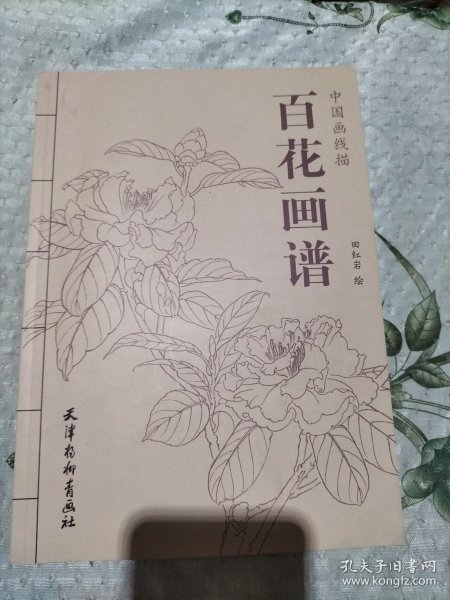 中国画线描
百花画谱
田红岩 绘
天津杨柳青画社
孔夫子旧书网
www.kongfz.com